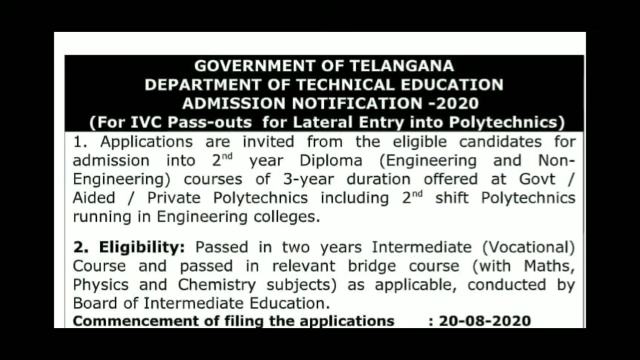 GOVERNMENT OF TELANGANA
DEPARTMENT OF TECHNICAL EDUCATION
ADMISSION NOTIFICATION -2020
(For IVC Pass-outs for Lateral Entry into Polytechnics)
1. Applications are invited from the eligible candidates for
admission into 2nd year Diploma (Engineering and Non-
Engineering) courses of 3-year duration offered at Govt /
Aided / Private Polytechnics including 2nd shift Polytechnics
running in Engineering colleges.
2. Eligibility: Passed in two years Intermediate (Vocational)
Course and passed in relevant bridge course (with Maths,
Physics and Chemistry subjects) as applicable, conducted by
Board of Intermediate Education.
Commencement of filing the applications : 20-08-2020